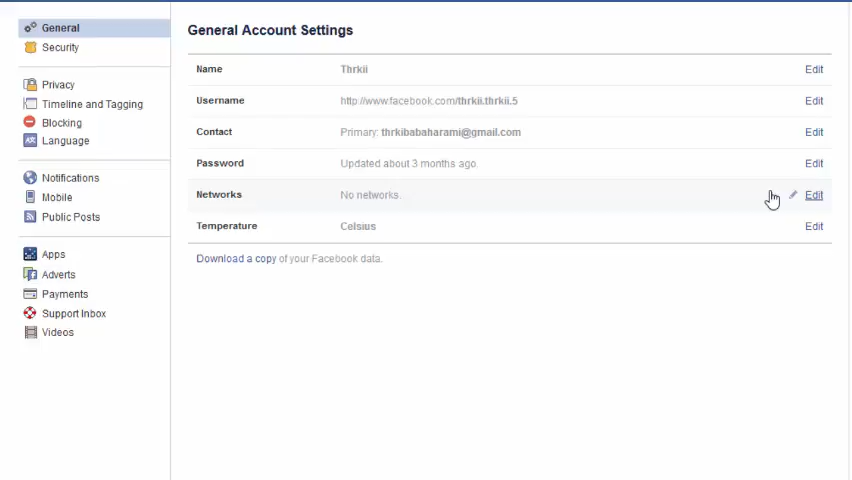 General
Security
Privacy
Timeline and Tagging
Blocking
Language
Notifications
Mobile
Public Posts
Apps
Adverts
Payments
Support Inbox
Videos
General Account Settings
Name Thrkii Edit
Username http://www.facebook.com/thrkii.thrkii.5 Edit
Contact Primary: thrkibabaharami@gmail.com Edit
Password Updated about 3 months ago. Edit
Networks No networks. Edit
Temperature Celsius Edit
Download a copy of your Facebook data.